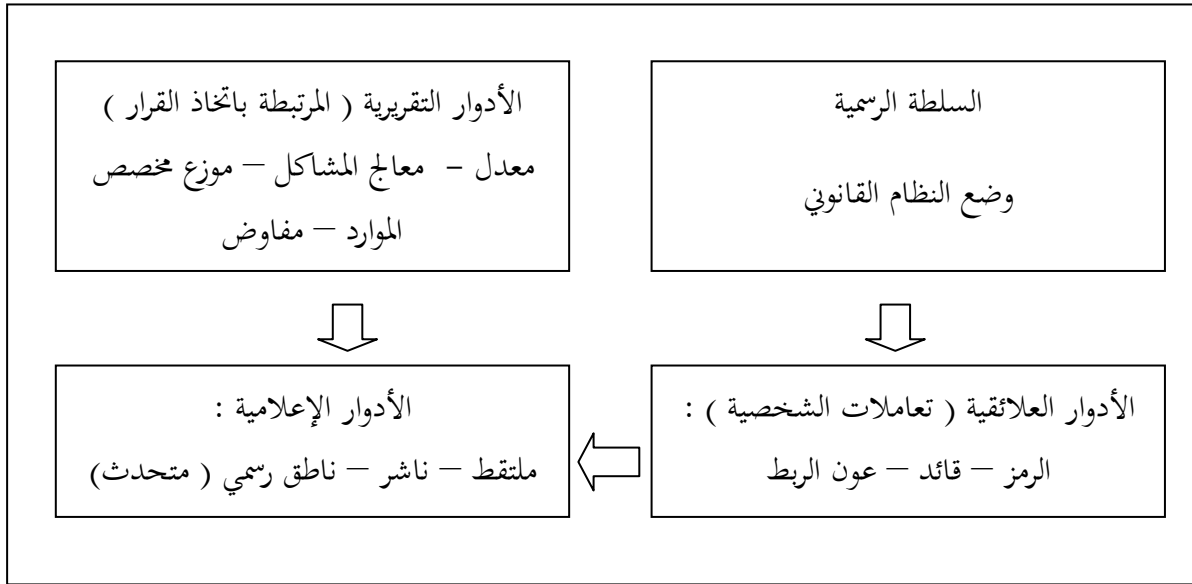 السلطة الرسمية
وضع النظام القانوني
الأدوار التقريرية ( المرتبطة باتخاذ القرار )
معدل - معالج المشاكل – موزع مخصص
الموارد – مفاوض
الأدوار العلائقية ( تعاملات الشخصية ) :
الرمز – قائد – عون الربط
الأدوار الإعلامية :
ملتقط – ناشر – ناطق رسمي ( متحدث)